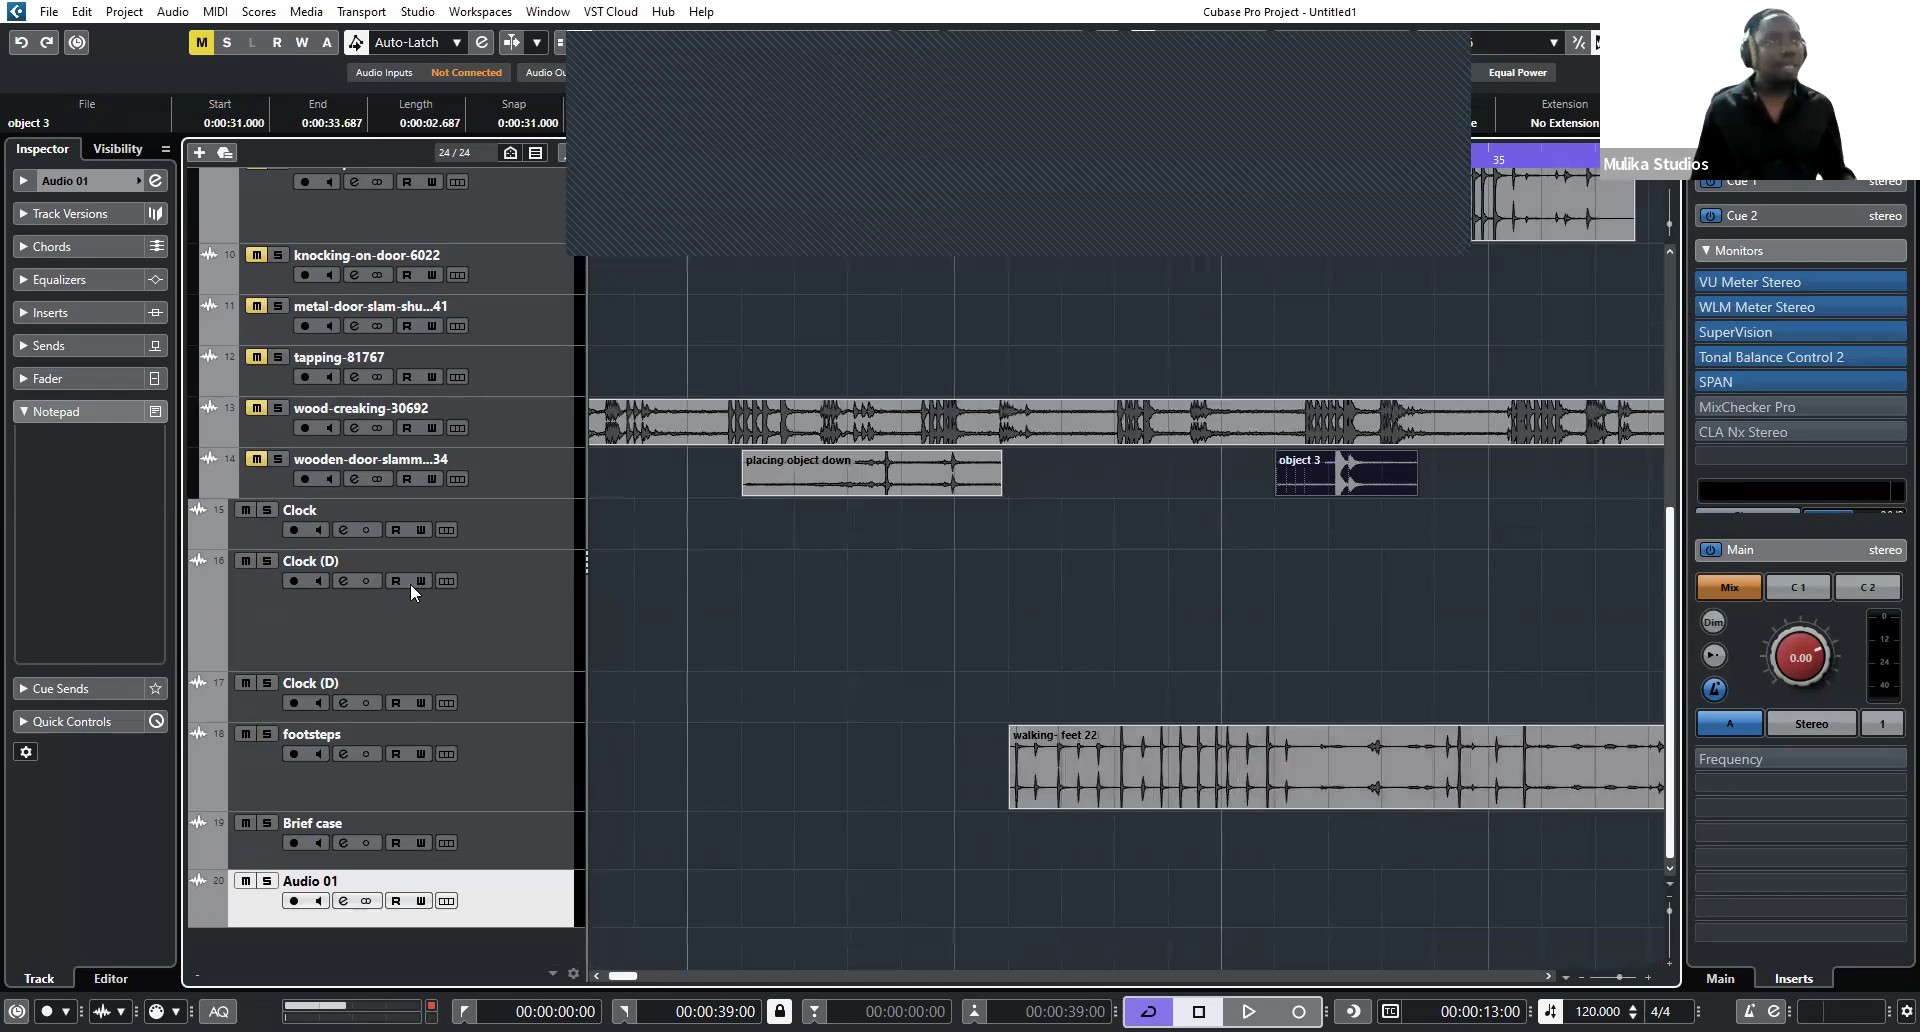 File Edit Project Audio MIDI Scores Media Transport Studio Workspaces Window VST Cloud Hub Help
Cubase Pro Project - Untitled1
M S L R W A Auto-Latch
Audio Inputs Not Connected
Equal Power
File Start End Length Snap
Extension
object 3 0:00:31.000 0:00:33.687 0:00:02.687 0:00:31.000
No Extension
Mulika Studios
Inspector Visibility
24 / 24
35
Audio 01
Track Versions
Chords
Equalizers
Inserts
Sends
Fader
Notepad
Cue Sends
Quick Controls
R W
10 m S knocking-on-door-6022
R W
11 m S metal-door-slam-shu...41
R W
12 m S tapping-81767
R W
13 m S wood-creaking-30692
R W
14 m S wooden-door-slamm...34
R W
placing object down
object 3
15 m S Clock
R W
16 m S Clock (D)
R W
17 m S Clock (D)
R W
18 m S footsteps
R W
walking- feet 22
19 m S Brief case
R W
20 m S Audio 01
R W
Cue 1 stereo
Cue 2 stereo
Monitors
VU Meter Stereo
WLM Meter Stereo
SuperVision
Tonal Balance Control 2
SPAN
MixChecker Pro
CLA Nx Stereo
Main stereo
Mix C 1 C 2
Dim
0.00
0
12
24
40
A Stereo 1
Frequency
Track Editor
Main Inserts
AQ
00:00:00:00
00:00:39:00
00:00:00:00
00:00:39:00
TC
00:00:13:00
120.000
4/4